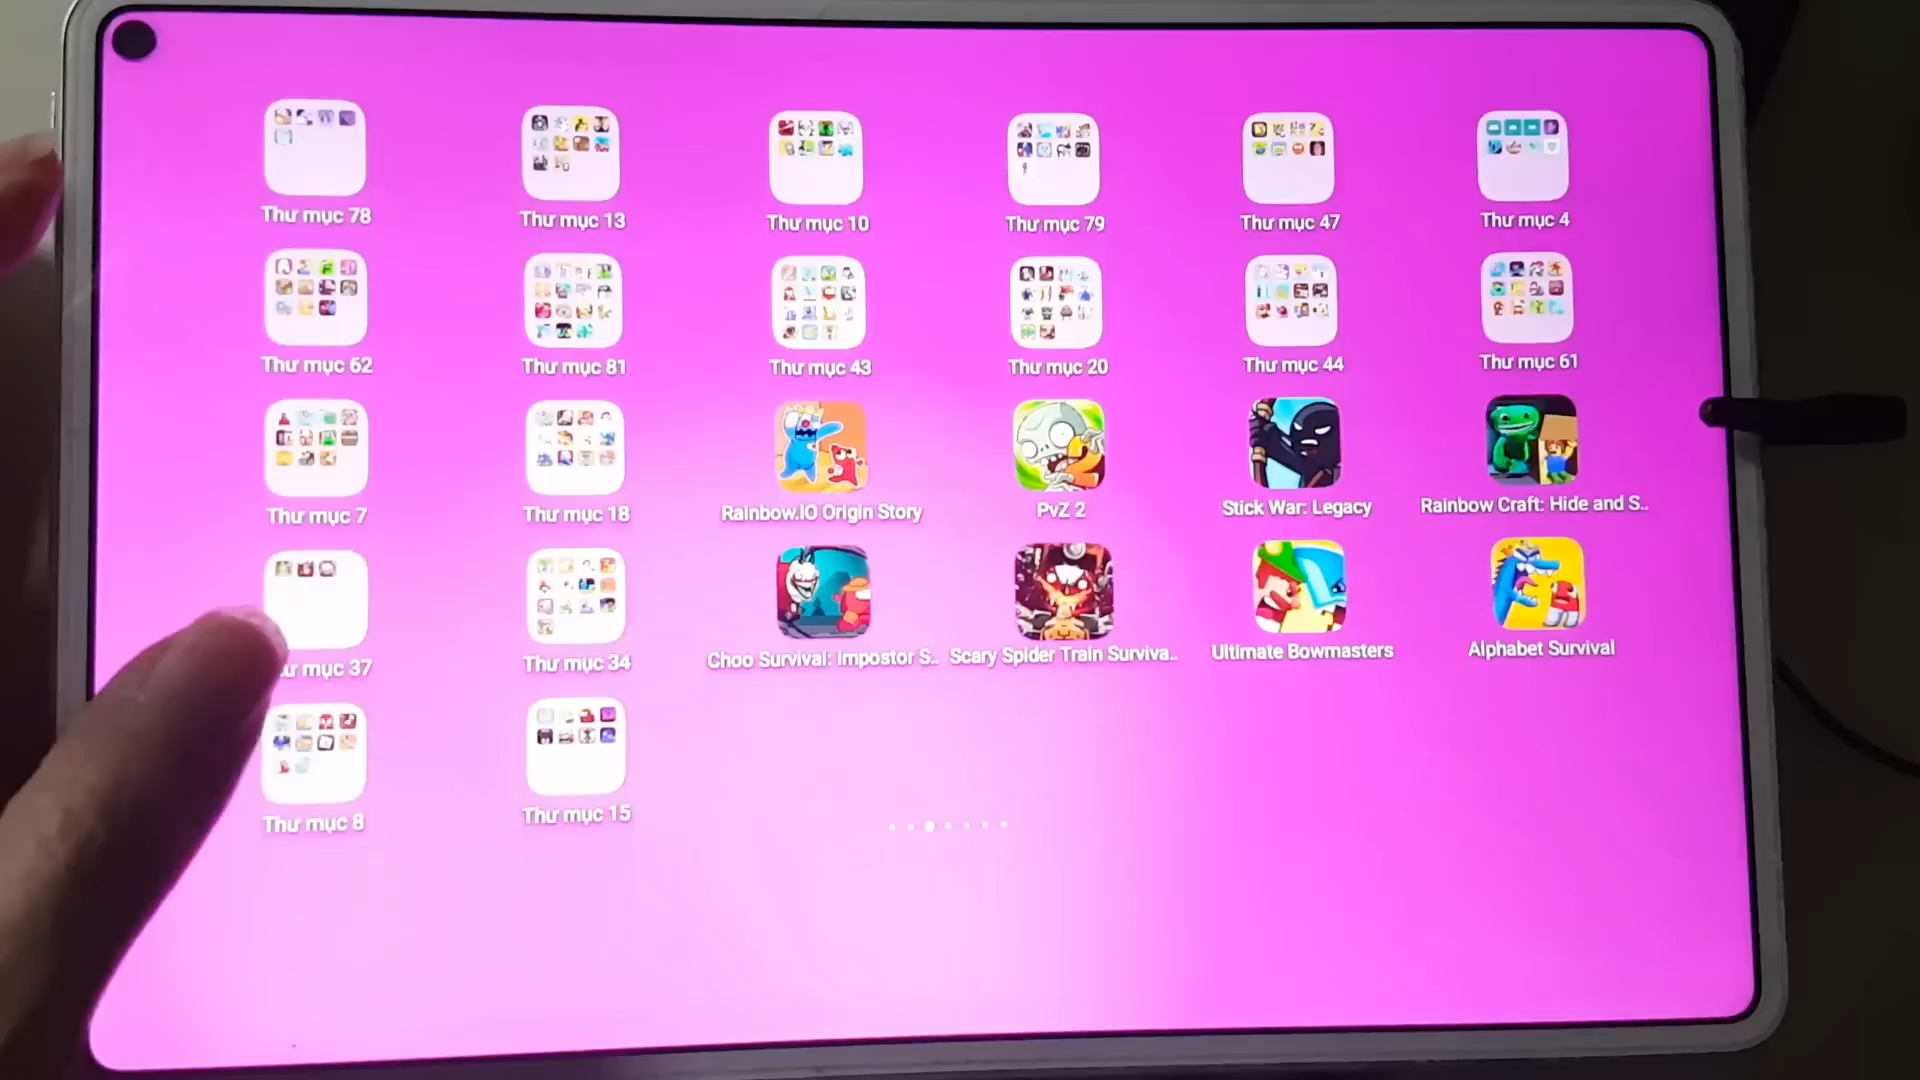 Thư mục 78
Thư mục 13
Thư mục 10
Thư mục 79
Thư mục 47
Thư mục 4
Thư mục 62
Thư mục 81
Thư mục 43
Thư mục 20
Thư mục 44
Thư mục 61
Thư mục 7
Thư mục 18
Rainbow.IO Origin Story
PvZ 2
Stick War: Legacy
Rainbow Craft: Hide and S..
mục 37
Thư mục 34
Choo Survival: Impostor S..
Scary Spider Train Surviva..
Ultimate Bowmasters
Alphabet Survival
Thư mục 8
Thư mục 15